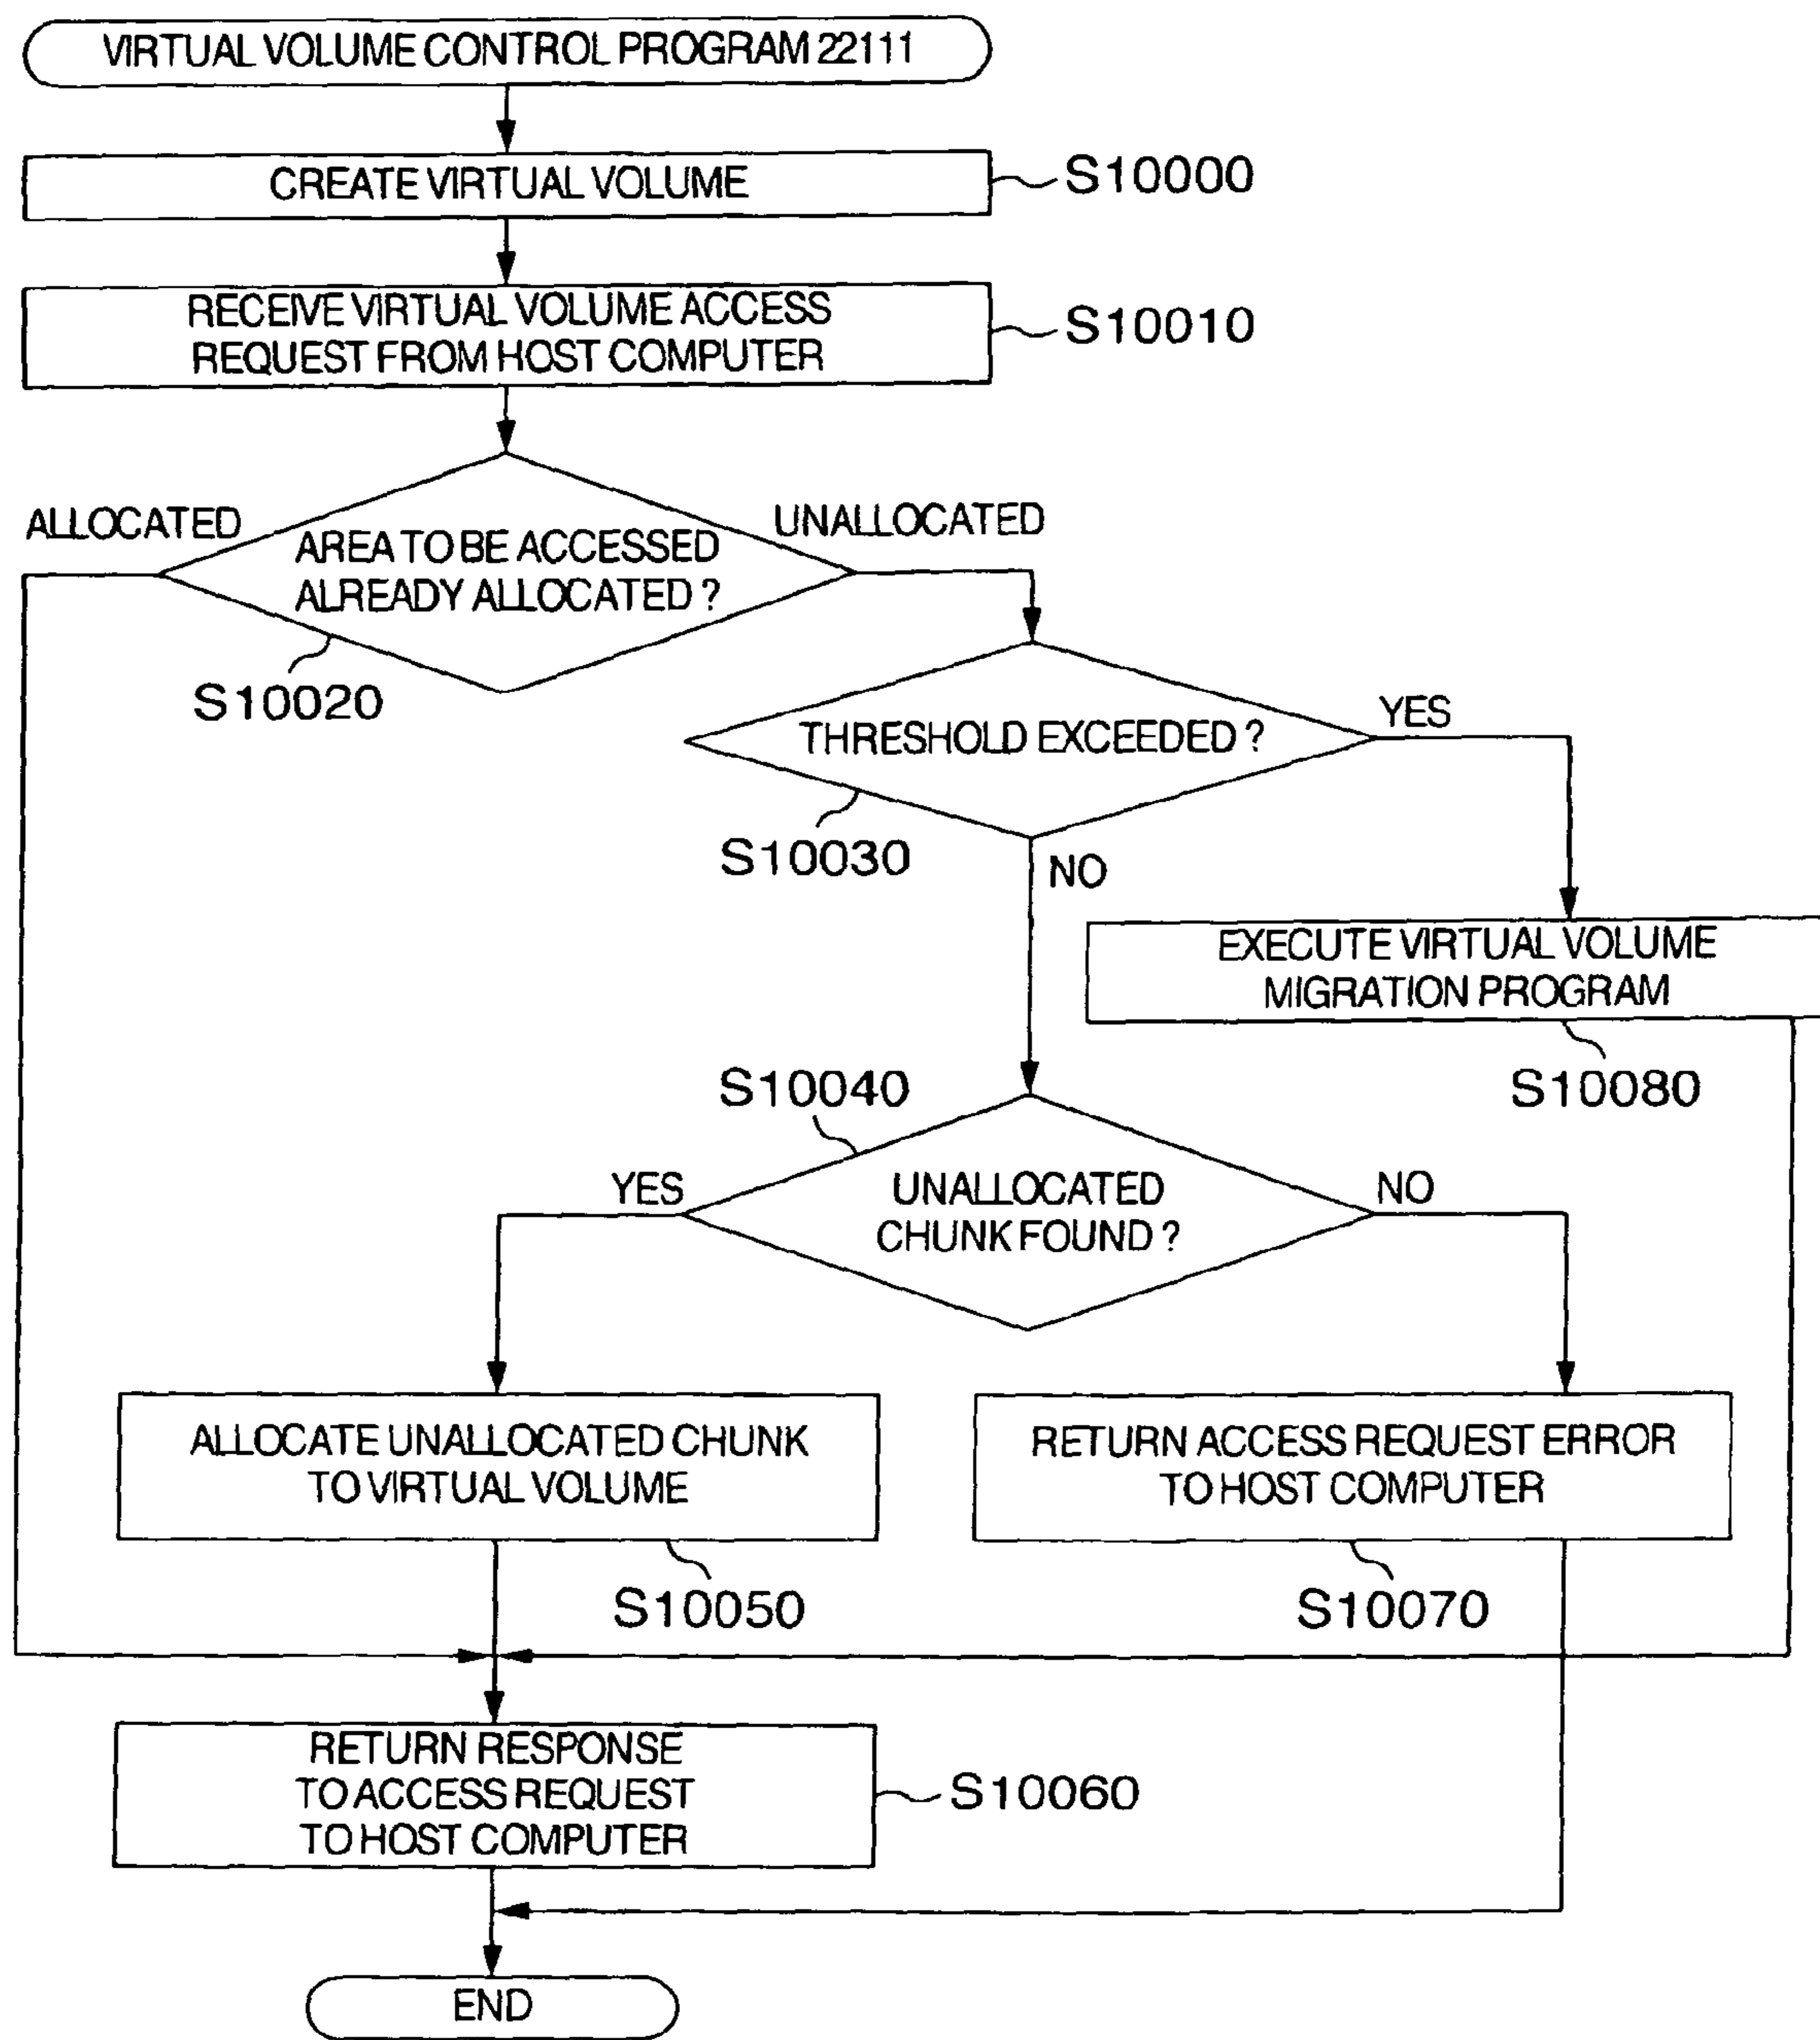 VIRTUAL VOLUME CONTROL PROGRAM 22111
CREATE VIRTUAL VOLUME
S10000
RECEIVE VIRTUAL VOLUME ACCESS
REQUEST FROM HOST COMPUTER
S10010
ALLOCATED
UNALLOCATED
AREA TO BE ACCESSED
ALREADY ALLOCATED ?
S10020
THRESHOLD EXCEEDED ?
YES
S10030
NO
EXECUTE VIRTUAL VOLUME
MIGRATION PROGRAM
S10080
S10040
YES
UNALLOCATED
CHUNK FOUND ?
NO
ALLOCATE UNALLOCATED CHUNK
TO VIRTUAL VOLUME
S10050
RETURN ACCESS REQUEST ERROR
TO HOST COMPUTER
S10070
RETURN RESPONSE
TO ACCESS REQUEST
TO HOST COMPUTER
S10060
END